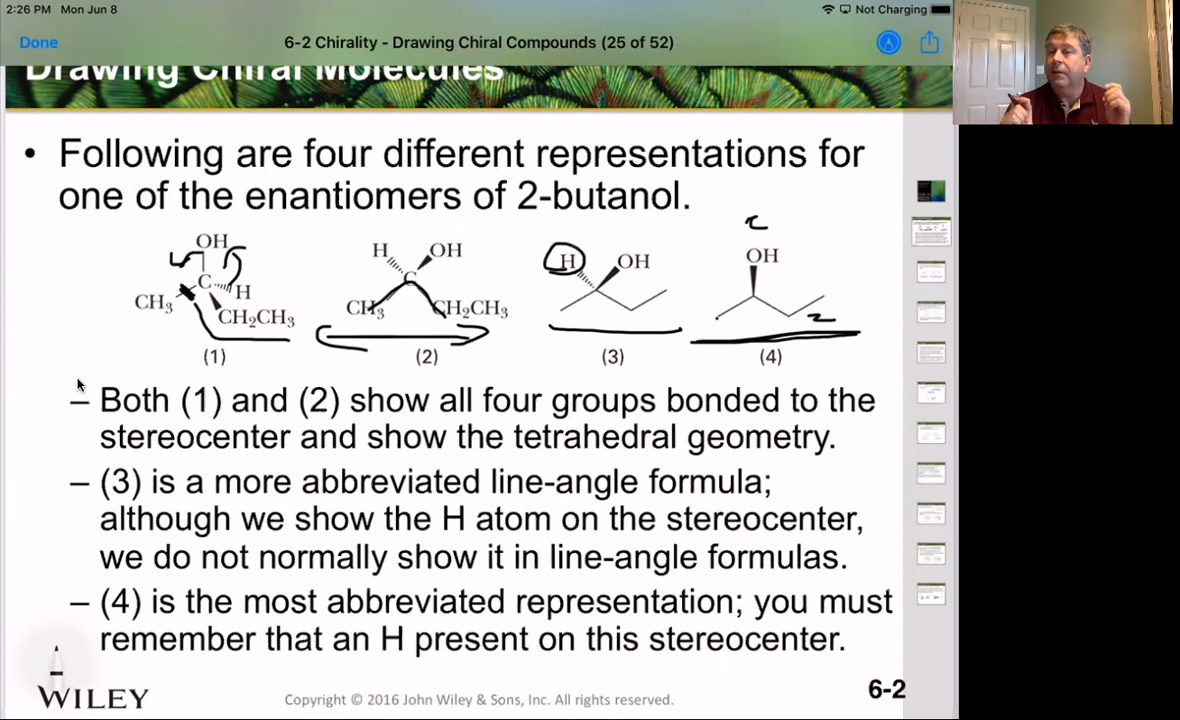 2:26 PM Mon Jun 8
Not Charging
Done
6-2 Chirality - Drawing Chiral Compounds (25 of 52)
Drawing Chiral Molecules
• Following are four different representations for
one of the enantiomers of 2-butanol.
OH
C
H
CH3
CH2CH3
(1)
H
OH
C
CH3
CH2CH3
(2)
H
OH
(3)
OH
(4)
– Both (1) and (2) show all four groups bonded to the
stereocenter and show the tetrahedral geometry.
– (3) is a more abbreviated line-angle formula;
although we show the H atom on the stereocenter,
we do not normally show it in line-angle formulas.
– (4) is the most abbreviated representation; you must
remember that an H present on this stereocenter.
WILEY
Copyright © 2016 John Wiley & Sons, Inc. All rights reserved.
6-2